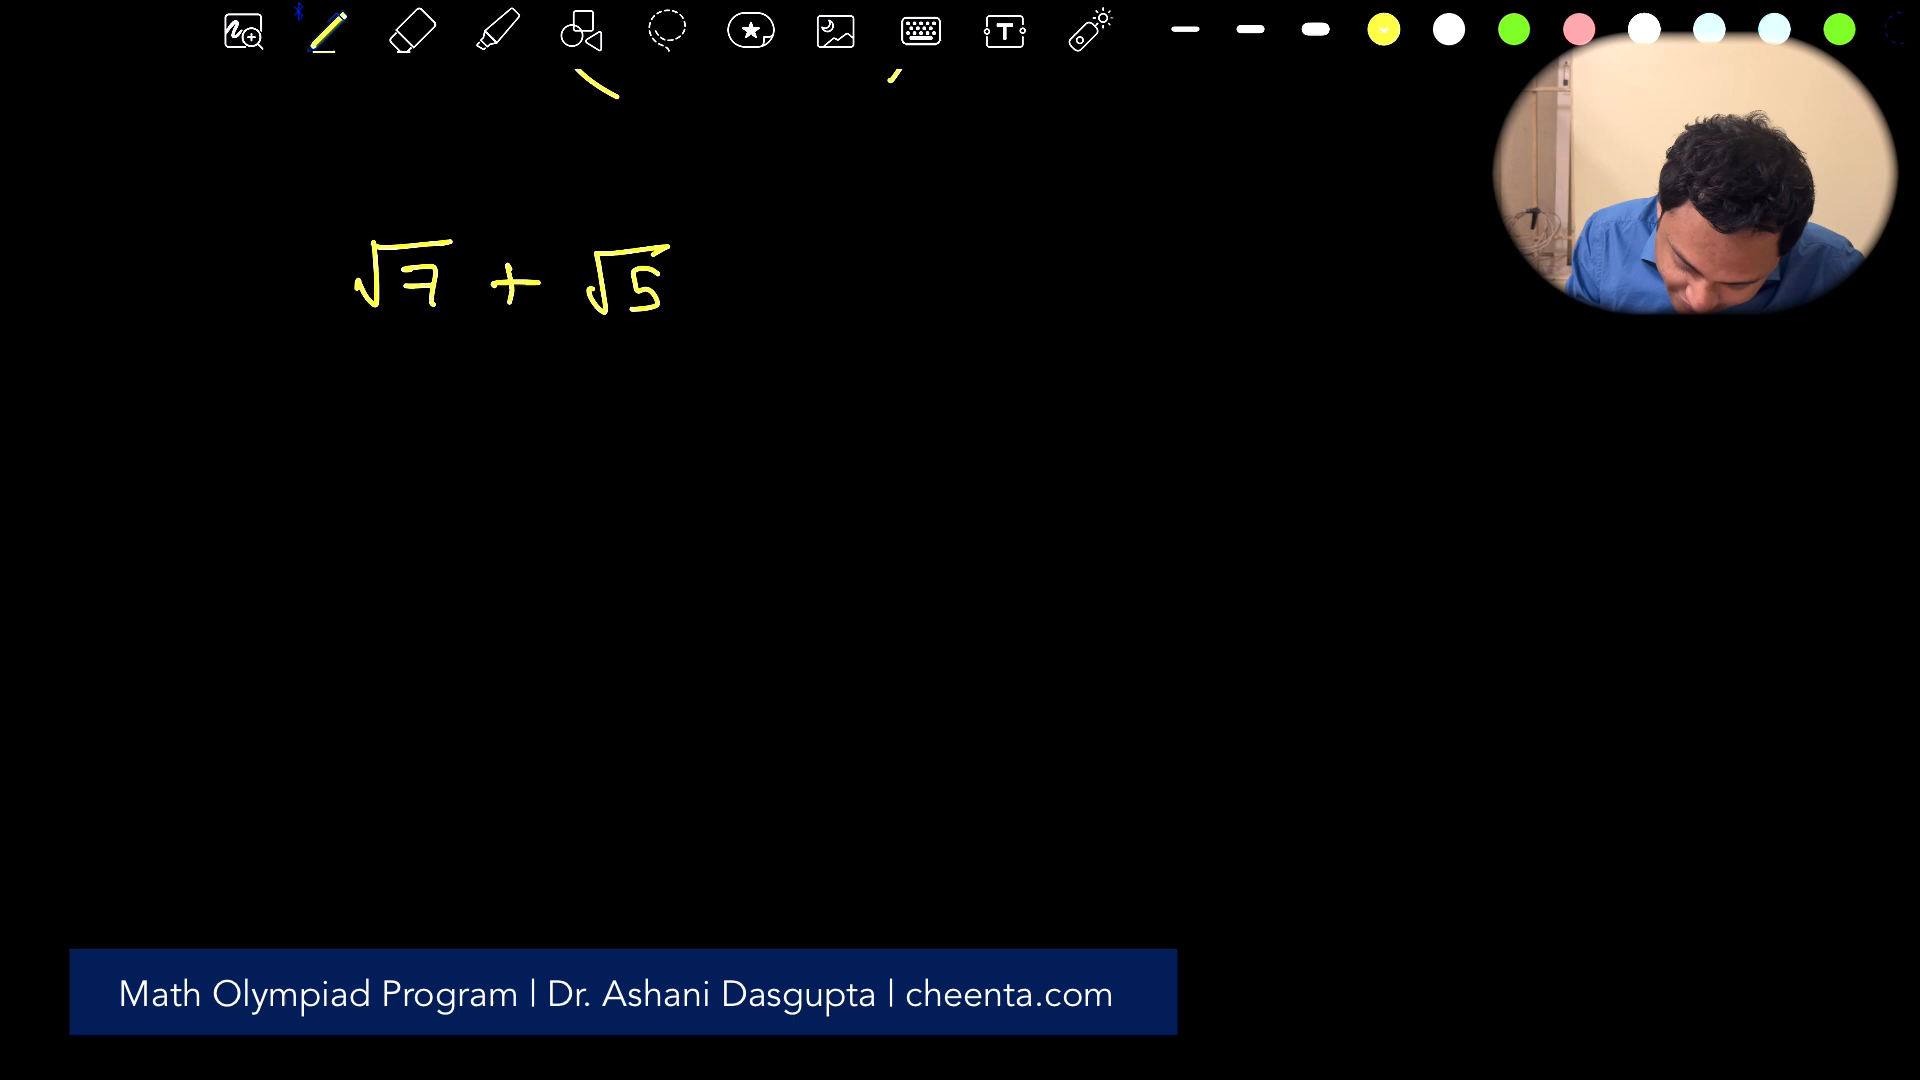 T
√7 + √5
Math Olympiad Program | Dr. Ashani Dasgupta | cheenta.com